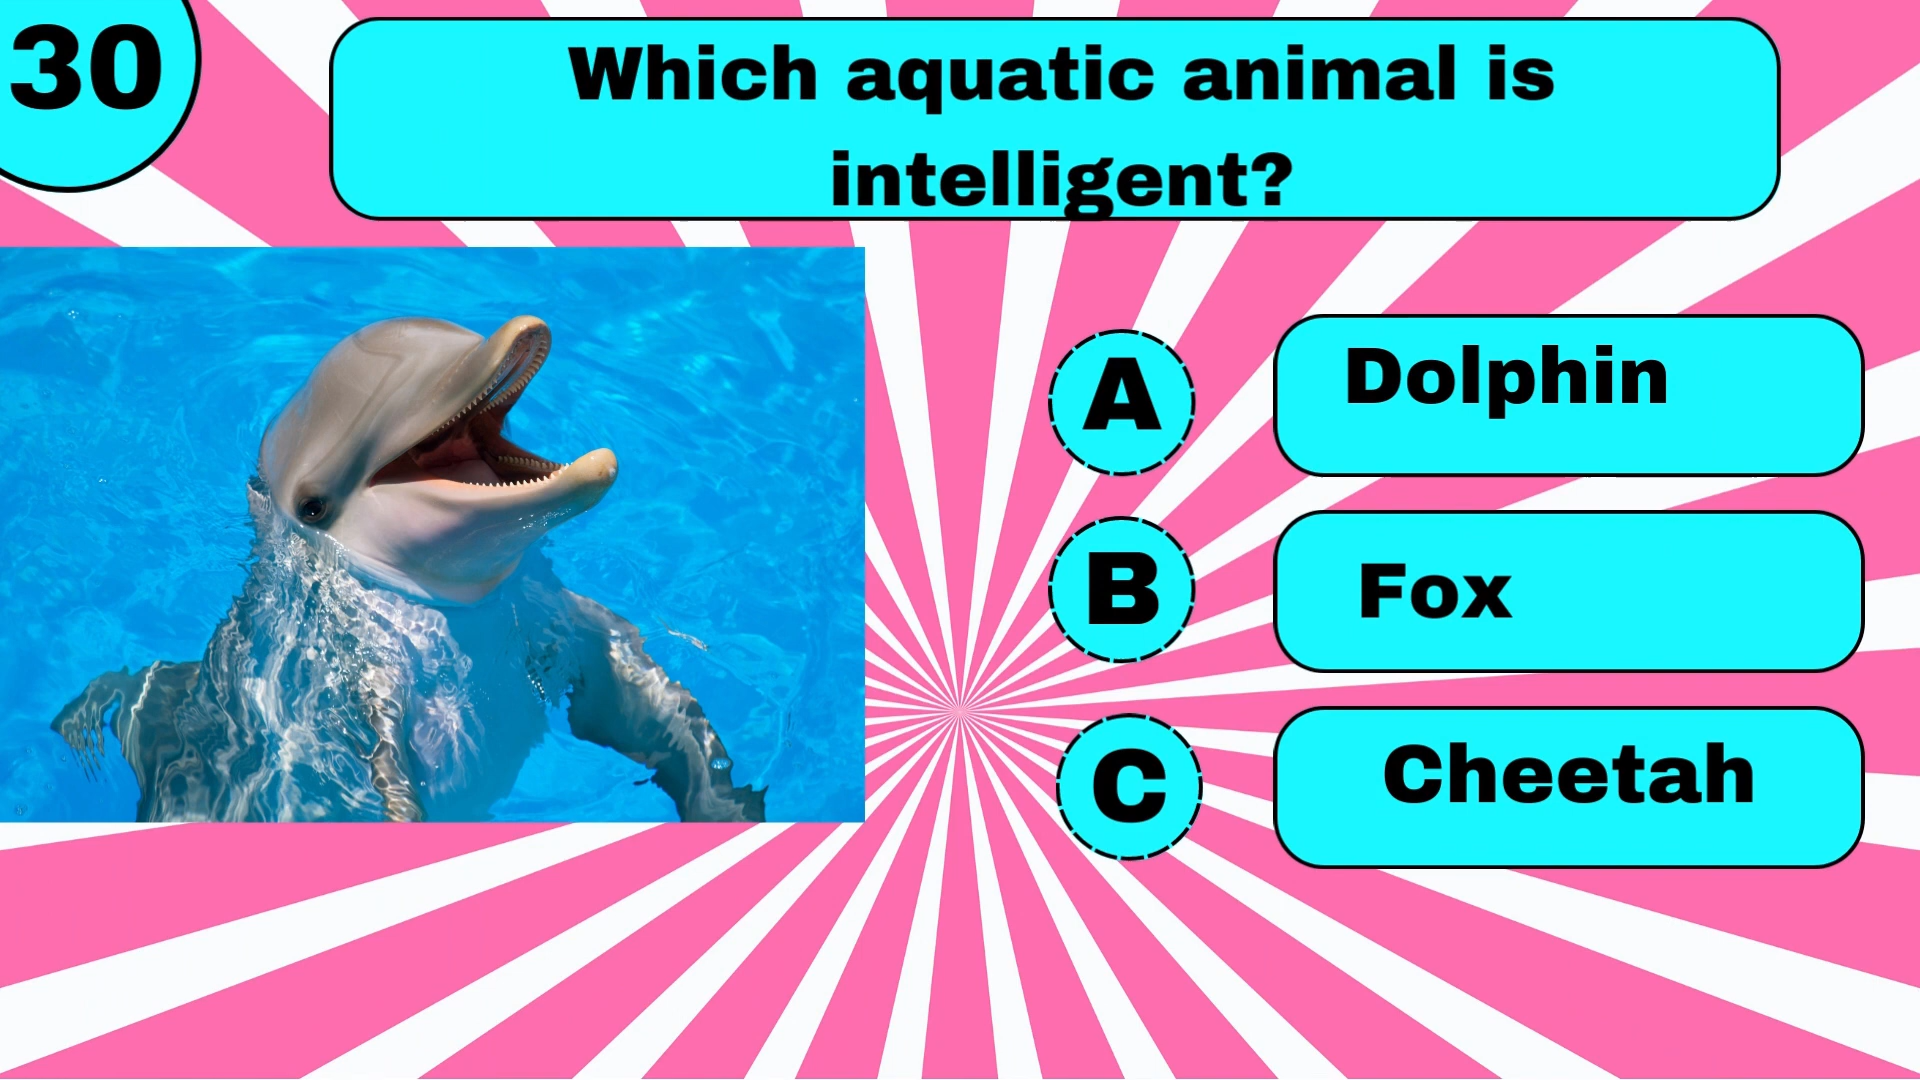 30
Which aquatic animal is
intelligent?
A
Dolphin
B
Fox
C
Cheetah